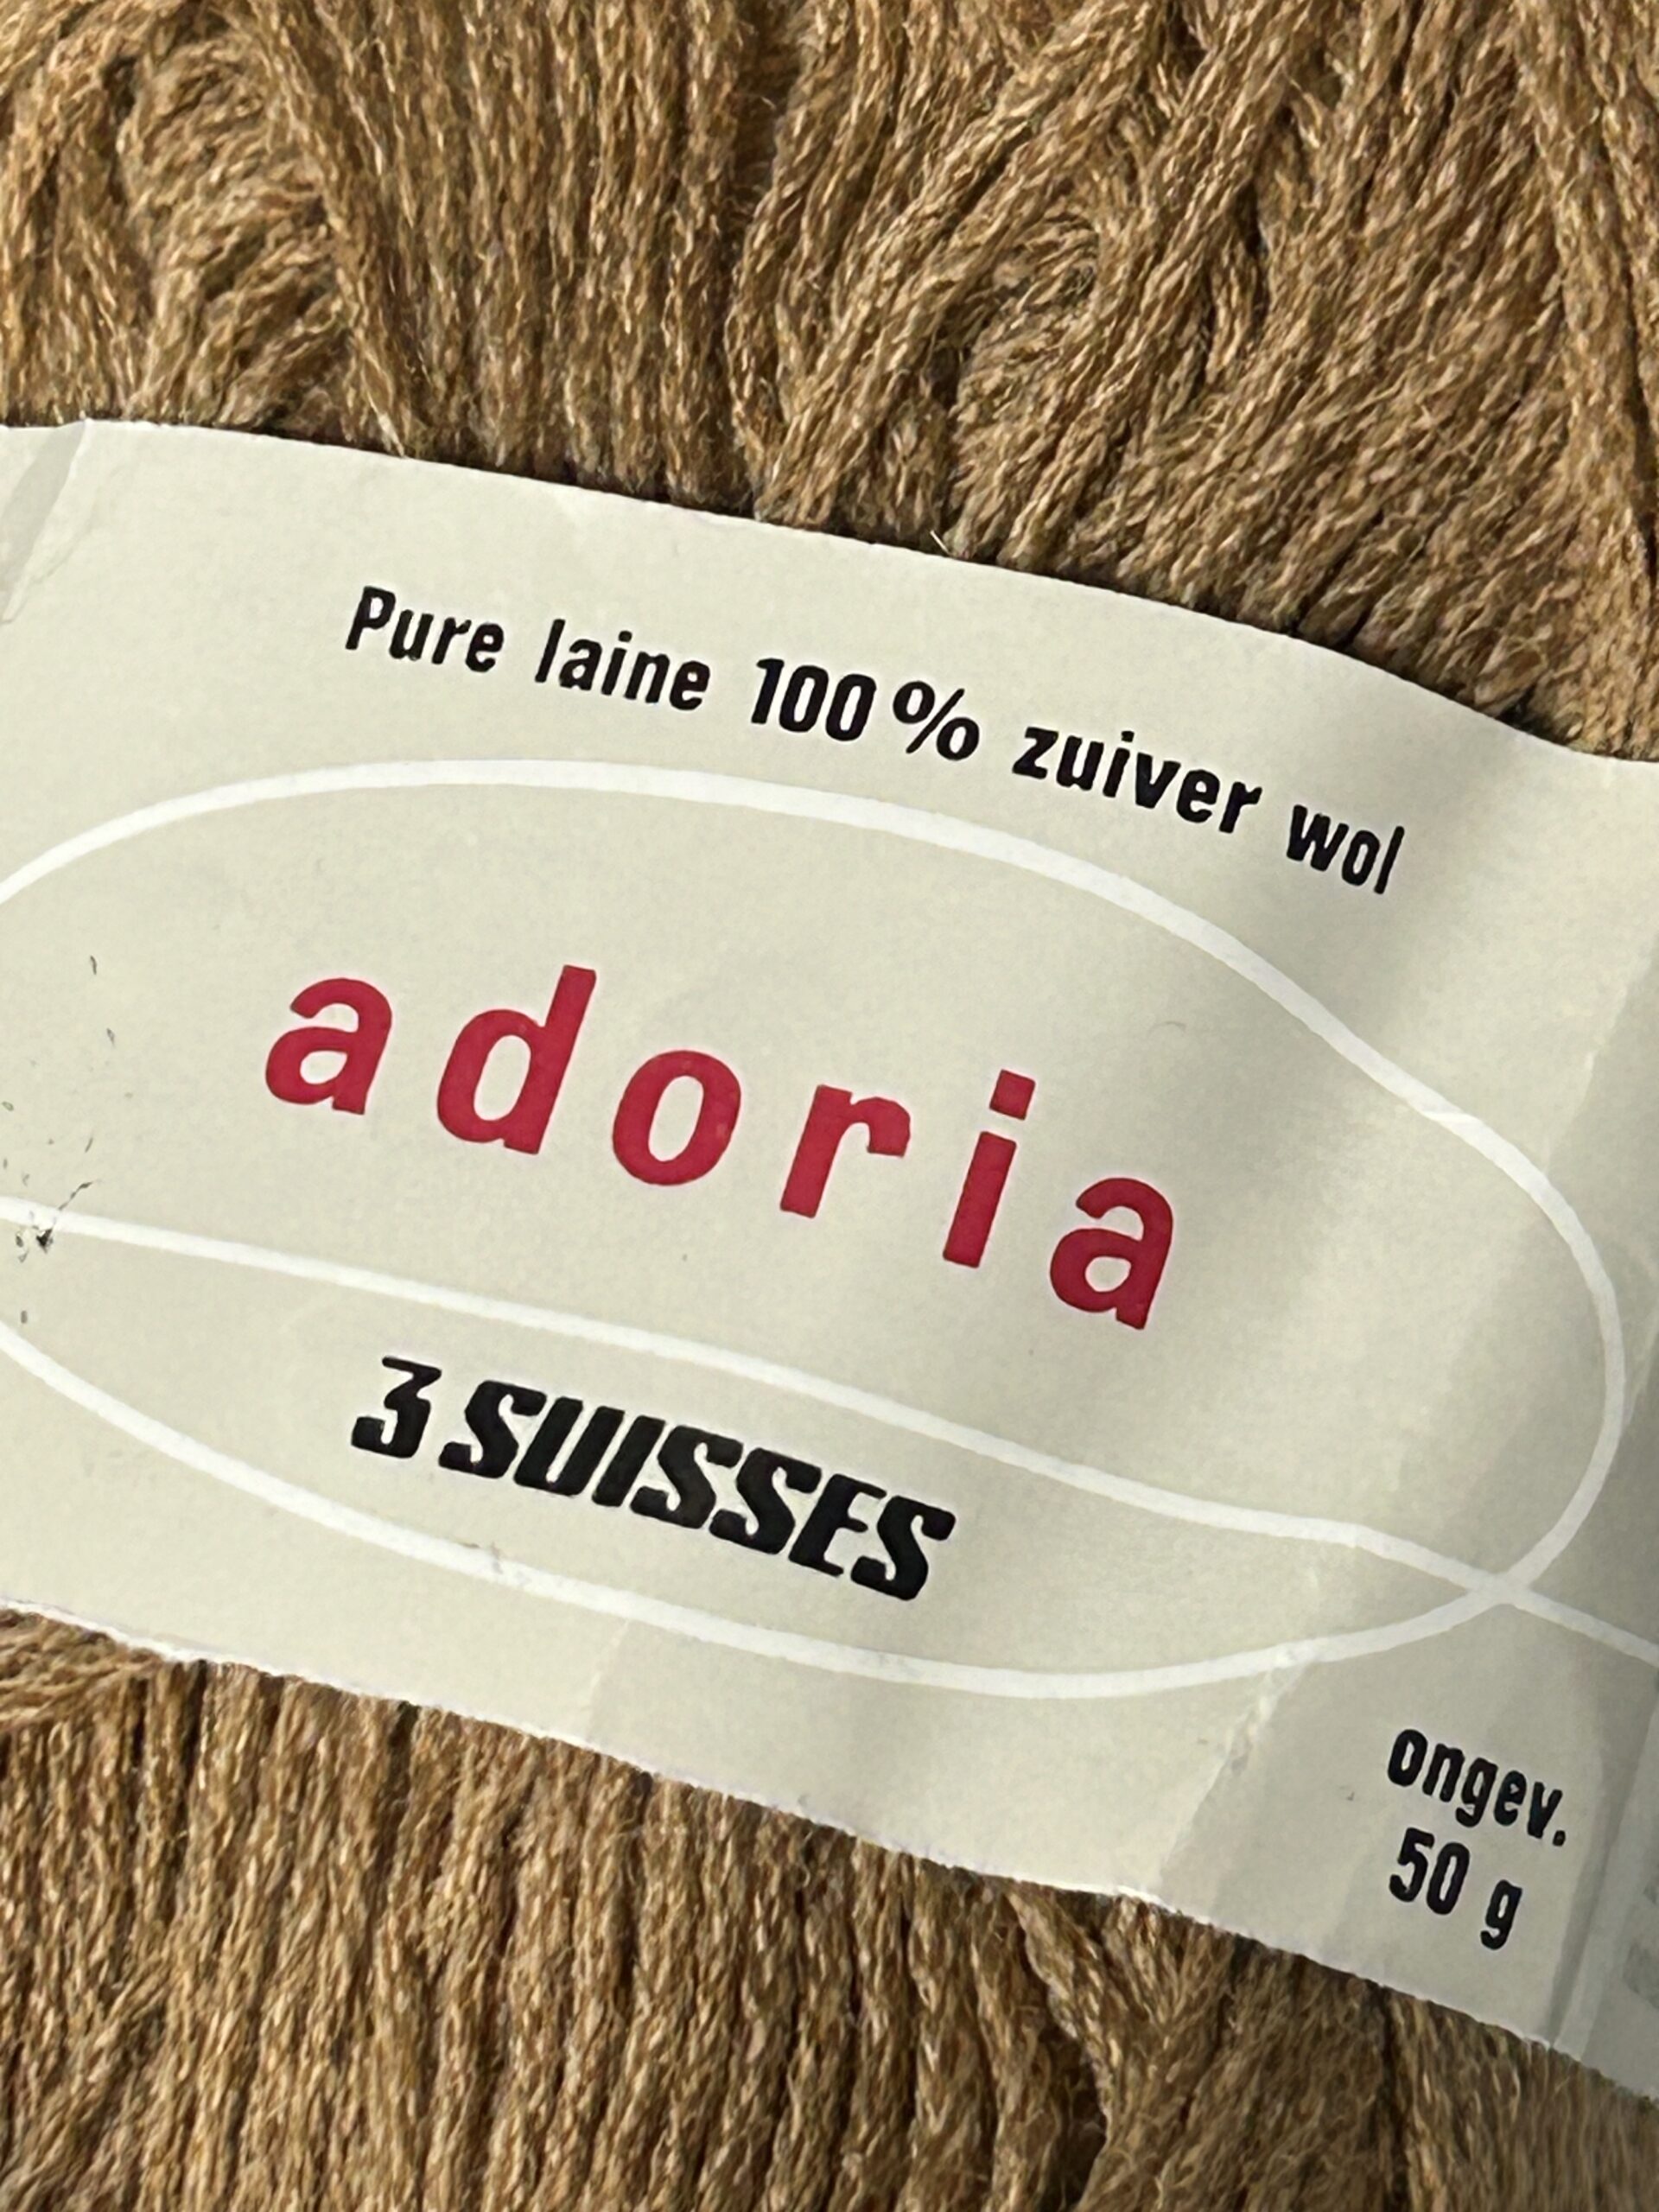 Pure laine 100% zuiver wol
adoria
3 SUISSES
ongev.
50 g